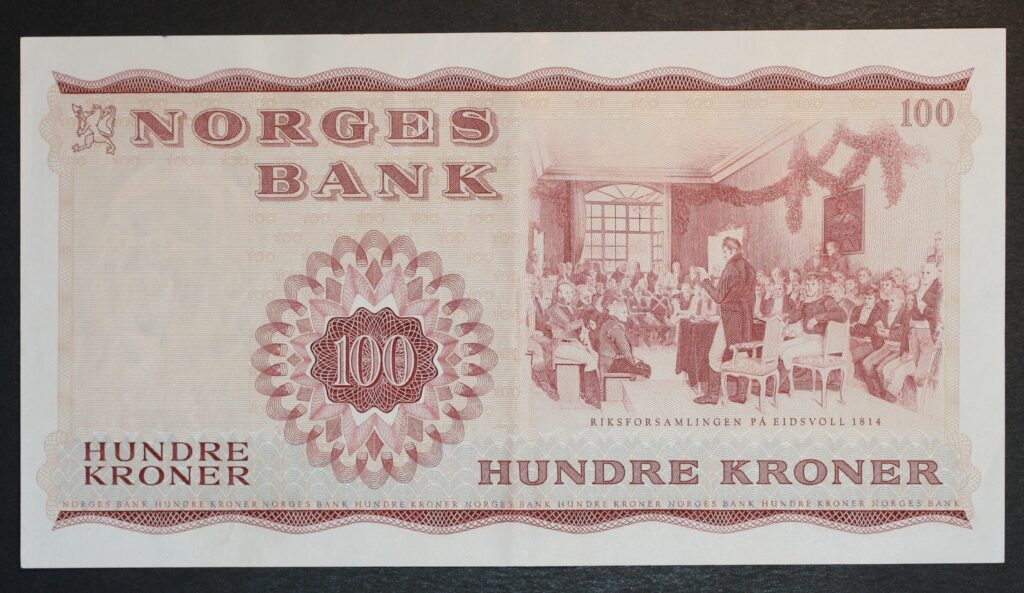 NORGES
BANK
100
100
RIKSFORSAMLINGEN PÅ EIDSVOLL 1814
HUNDRE
KRONER
HUNDRE KRONER
NORGES BANK HUNDRE KRONER NORGES BANK HUNDRE KRONER NORGES BANK HUNDRE KRONER NORGES BANK HUNDRE KRONER NORGES BANK